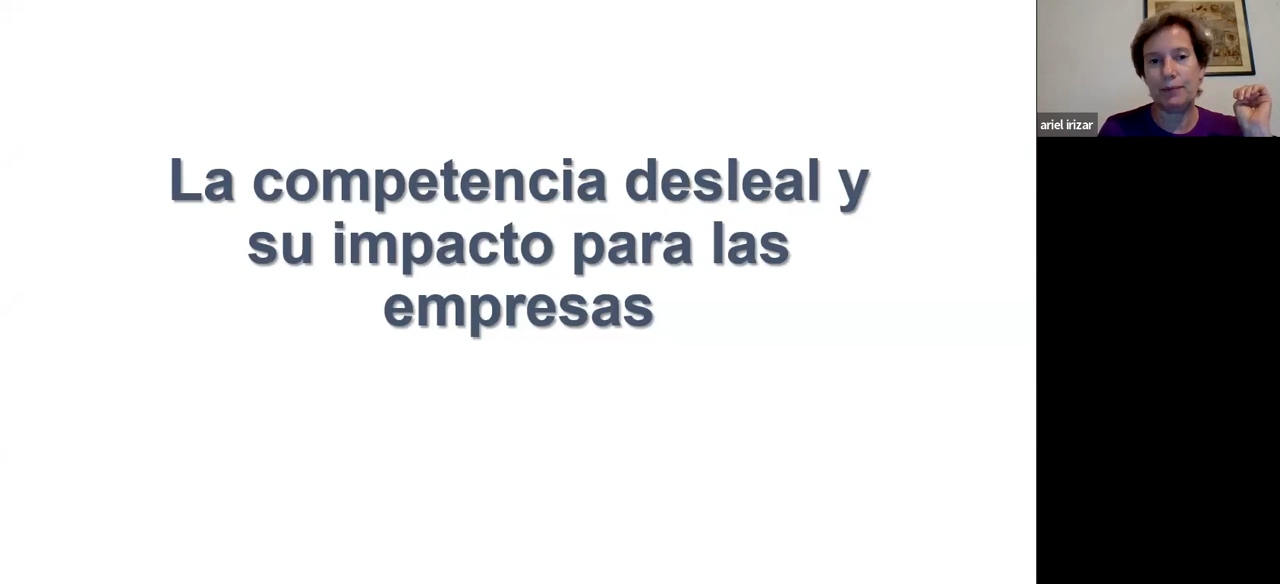 La competencia desleal y
su impacto para las
empresas
ariel irizar